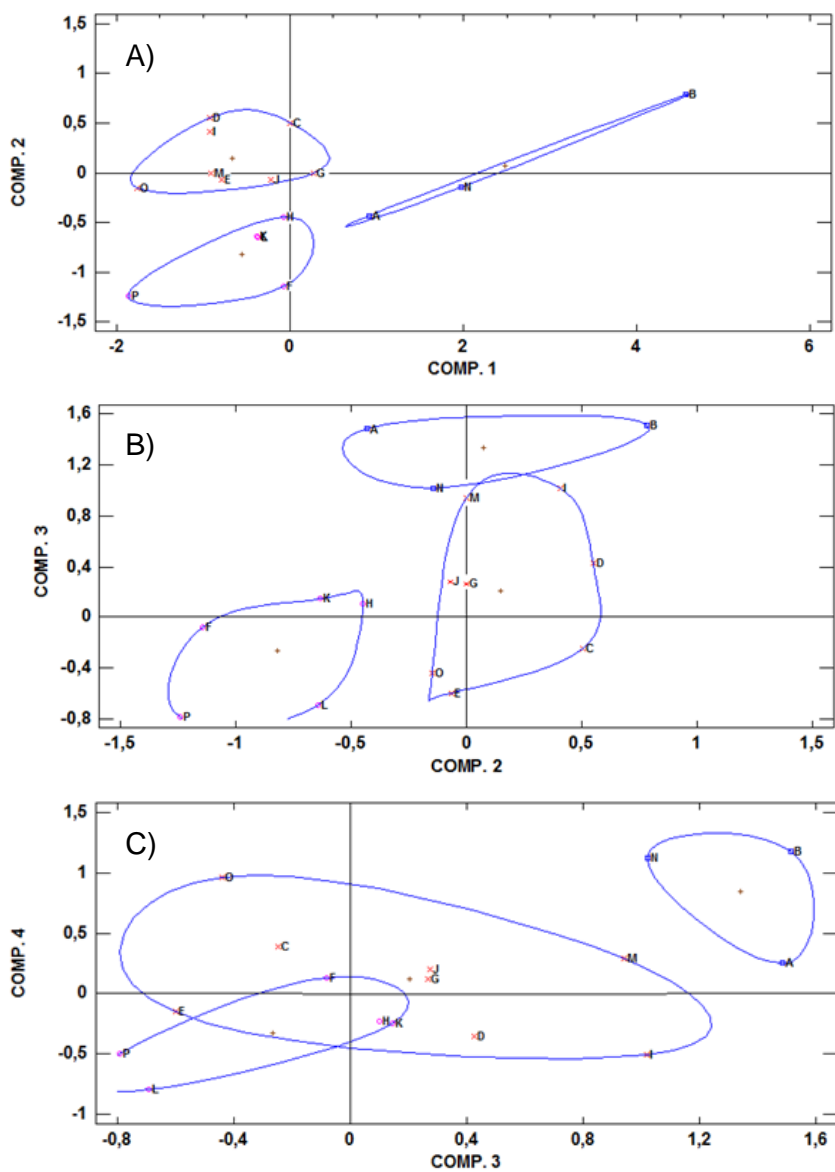 1,5
A)
1
B
D
C
0,5
I
COMP. 2
0
M
E
J
G
O
N
-0,5
H
A
K
-1
P
F
-1,5
-2
0
2
4
6
COMP. 1
1,6
B)
A
B
1,2
N
M
I
0,8
COMP. 3
0,4
D
J
G
K
H
0
F
C
-0,4
O
E
L
-0,8
P
-1,5
-1
-0,5
0
0,5
1
1,5
COMP. 2
1,5
C)
N
B
1
O
COMP. 4
0,5
C
M
J
A
F
G
0
E
H
K
D
-0,5
P
I
L
-1
-0,8
-0,4
0
0,4
0,8
1,2
1,6
COMP. 3